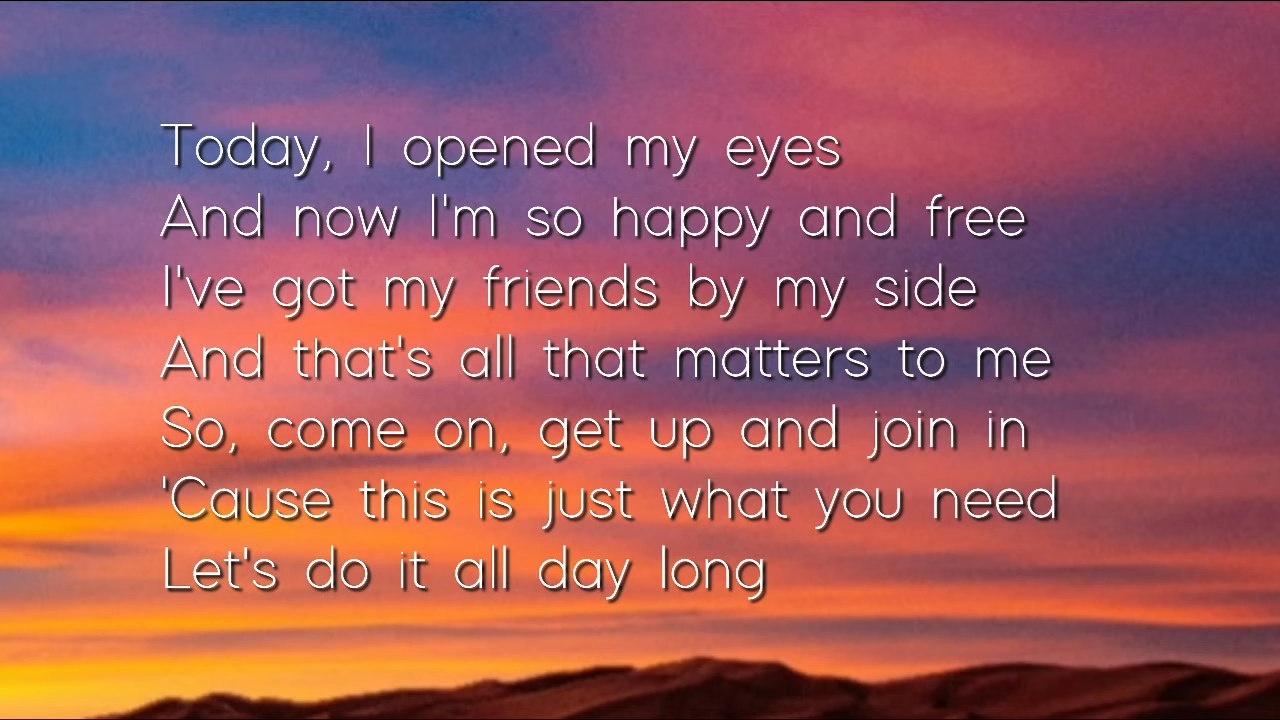 Today, I opened my eyes
And now I'm so happy and free
I've got my friends by my side
And that's all that matters to me
So, come on, get up and join in
'Cause this is just what you need
Let's do it all day long